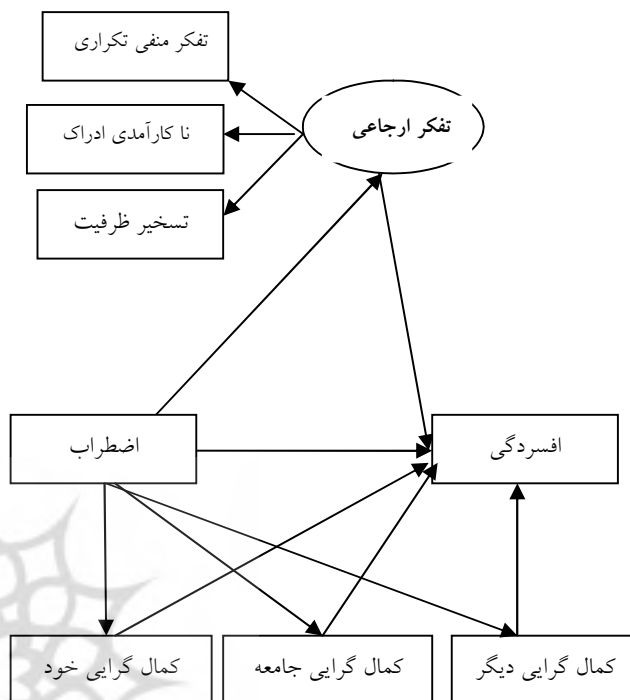 تفکر منفی تکراری
تفکر ارجاعی
نا کارآمدی ادراک
تسخیر ظرفیت
اضطراب
افسردگی
کمال گرایی خود
کمال گرایی جامعه
کمال گرایی دیگر